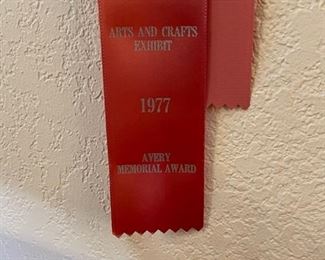 ARTS AND CRAFTS
EXHIBIT
1977
AVERY
MEMORIAL AWARD